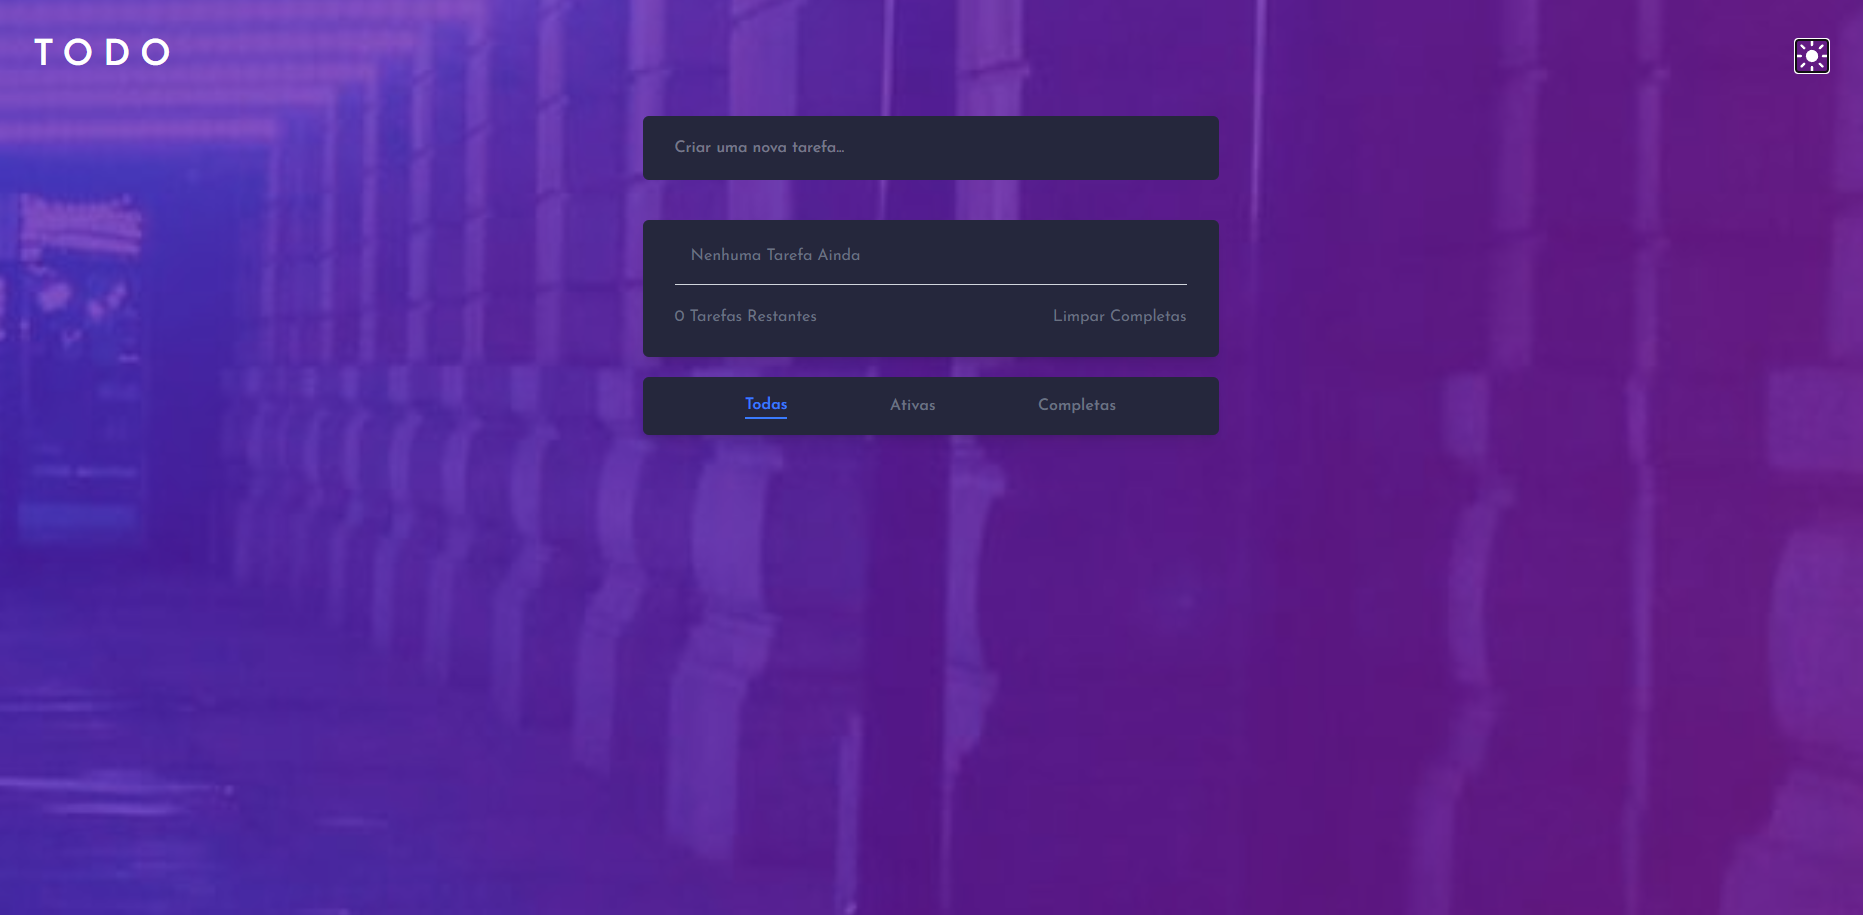 TODO
Criar uma nova tarefa...
Nenhuma Tarefa Ainda
0 Tarefas Restantes
Limpar Completas
Todas
Ativas
Completas